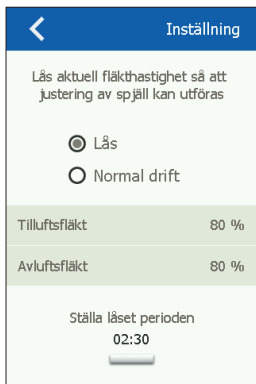 Inställning
Lås aktuell fläkthastighet så att
justering av spjäll kan utföras
Lås
Normal drift
Tilluftsfläkt 80 %
Avluftsfläkt 80 %
Ställa låset perioden
02:30